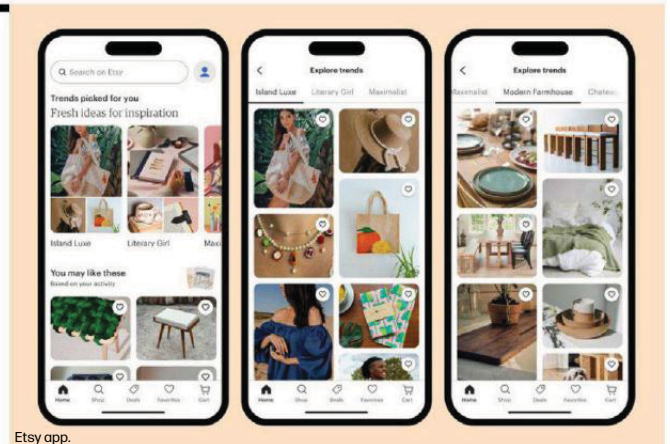 Search on Etsy
Trends picked for you
Fresh ideas for inspiration
Island Luxe
Literary Girl
Maxi
You may like these
Based on your activity
Home
Shop
Deals
Favorites
Cart
Explore trends
Island Luxe
Literary Girl
Maximalist
Home
Shop
Deals
Favorites
Cart
Explore trends
Maximalist
Modern Farmhouse
Chateau
Home
Shop
Deals
Favorites
Cart
Etsy app.